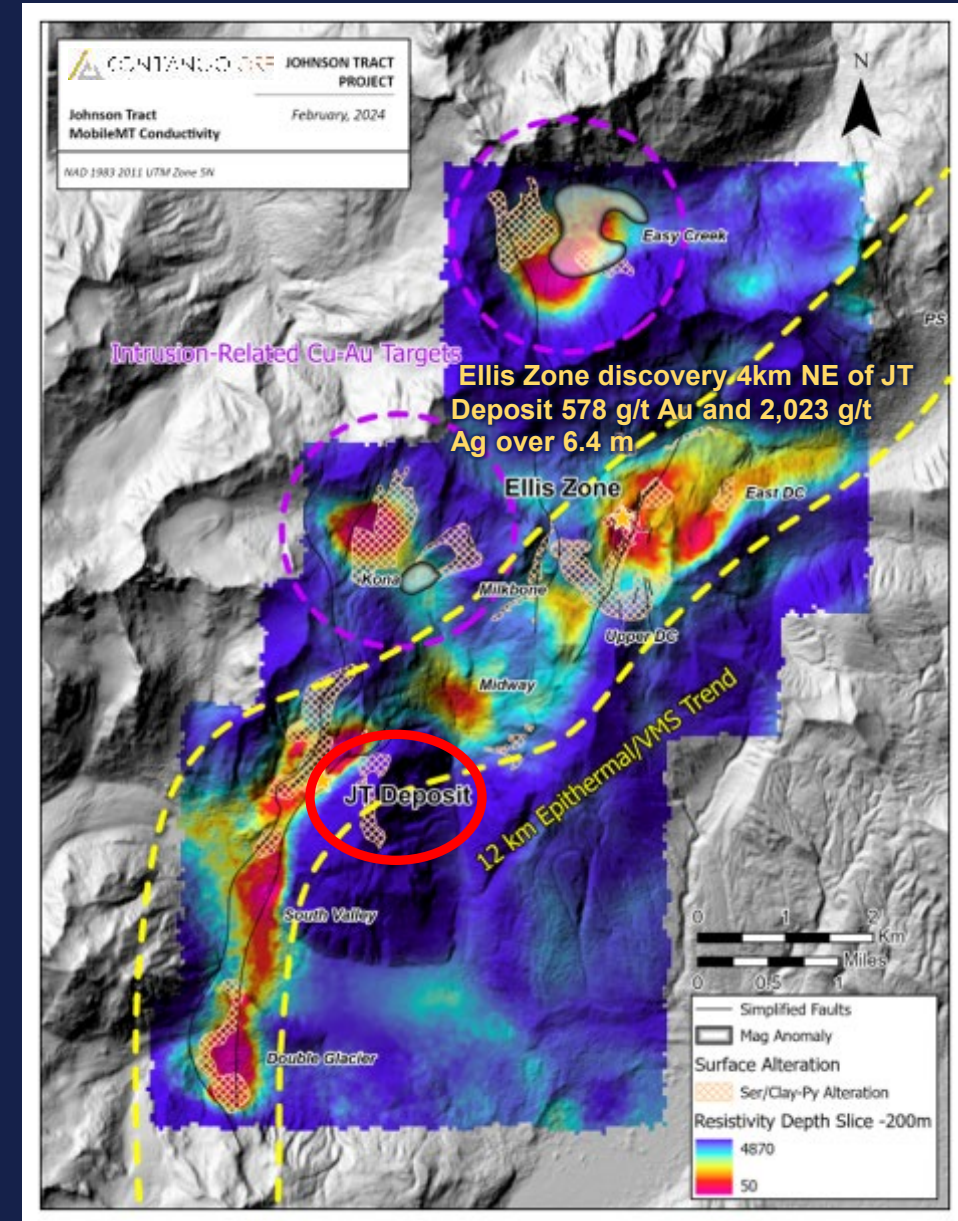 CONTANGO ORE
JOHNSON TRACT
PROJECT
Johnson Tract
MobileMT Conductivity
February, 2024
NAD 1983 2011 UTM Zone 5N
N
Easy Creek
PS
Intrusion-Related Cu-Au Targets
Ellis Zone discovery 4km NE of JT
Deposit 578 g/t Au and 2,023 g/t
Ag over 6.4 m
Ellis Zone
East DC
Kona
Milkbone
Upper DC
Midway
JT Deposit
12 km Epithermal/VMS Trend
South Valley
Double Glacier
0 1 2
Km
Miles
0 0.5 1
Simplified Faults
Mag Anomaly
Surface Alteration
Ser/Clay-Py Alteration
Resistivity Depth Slice -200m
4870
50